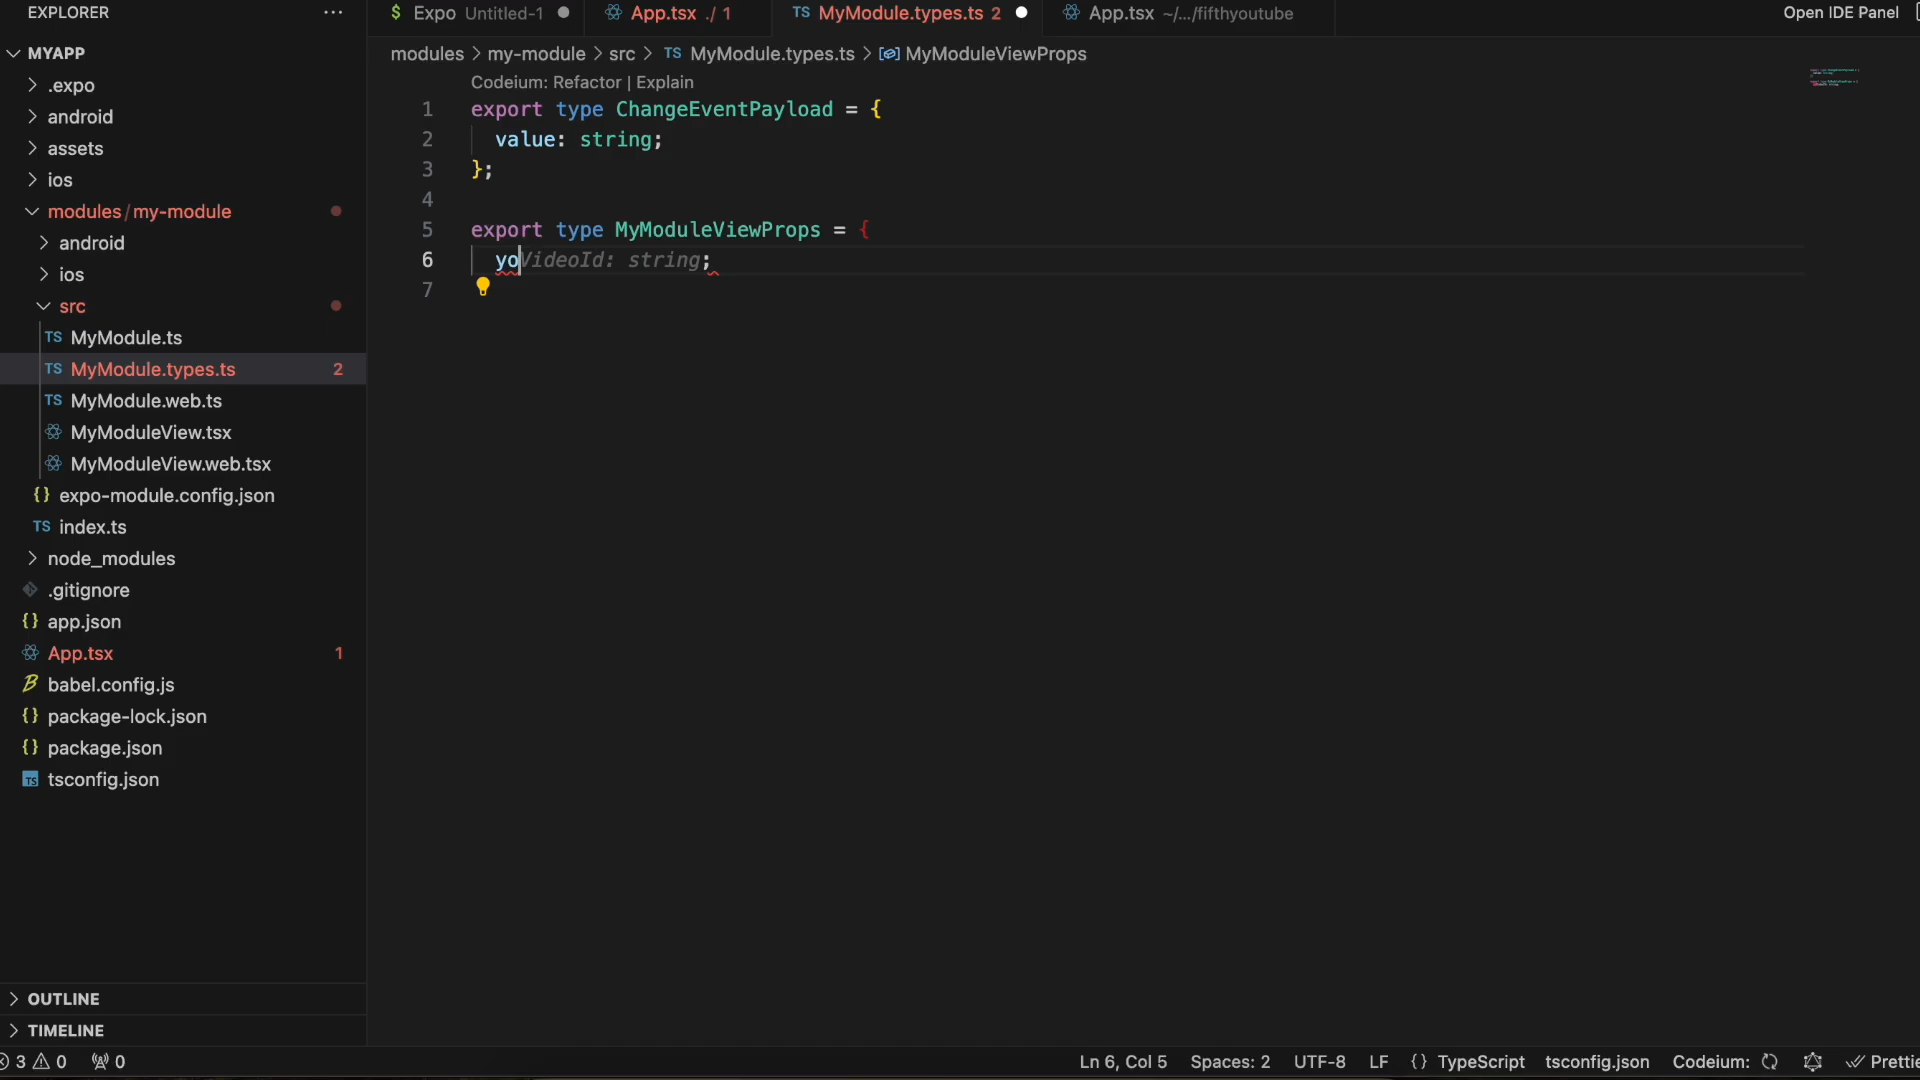 EXPLORER
MYAPP
.expo
android
assets
ios
modules/my-module
android
ios
src
TS MyModule.ts
TS MyModule.types.ts 2
TS MyModule.web.ts
MyModuleView.tsx
MyModuleView.web.tsx
{} expo-module.config.json
TS index.ts
node_modules
.gitignore
{} app.json
App.tsx 1
babel.config.js
{} package-lock.json
{} package.json
TS tsconfig.json
OUTLINE
TIMELINE
$ Expo Untitled-1
App.tsx ./ 1
TS MyModule.types.ts 2
App.tsx ~/.../fifthyoutube
Open IDE Panel
modules > my-module > src > TS MyModule.types.ts > MyModuleViewProps
Codeium: Refactor | Explain
1 export type ChangeEventPayload = {
2 value: string;
3 };
4
5 export type MyModuleViewProps = {
6 yoVideoId: string;
7
3 0 0
Ln 6, Col 5 Spaces: 2 UTF-8 LF {} TypeScript tsconfig.json Codeium: Prettie